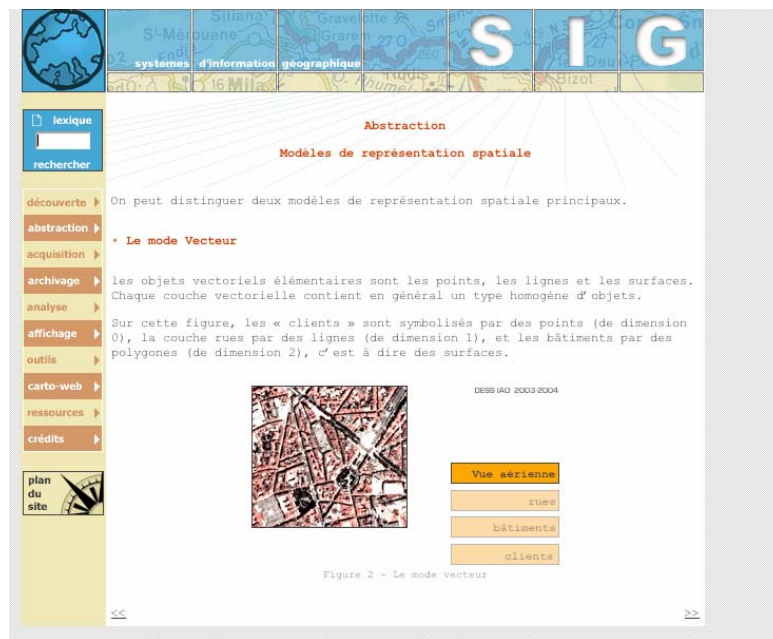 SIG
systemes d'information géographique
lexique
rechercher
découverte
abstraction
acquisition
archivage
analyse
affichage
outils
carto-web
ressources
crédits
plan
du
site
Abstraction
Modèles de représentation spatiale
On peut distinguer deux modèles de représentation spatiale principaux.
• Le mode Vecteur
les objets vectoriels élémentaires sont les points, les lignes et les surfaces.
Chaque couche vectorielle contient en général un type homogène d'objets.
Sur cette figure, les « clients » sont symbolisés par des points (de dimension
0), la couche rues par des lignes (de dimension 1), et les bâtiments par des
polygones (de dimension 2), c'est à dire des surfaces.
DESS IAO 2003-2004
Vue aérienne
rues
bâtiments
clients
Figure 2 - Le mode vecteur
<< >>